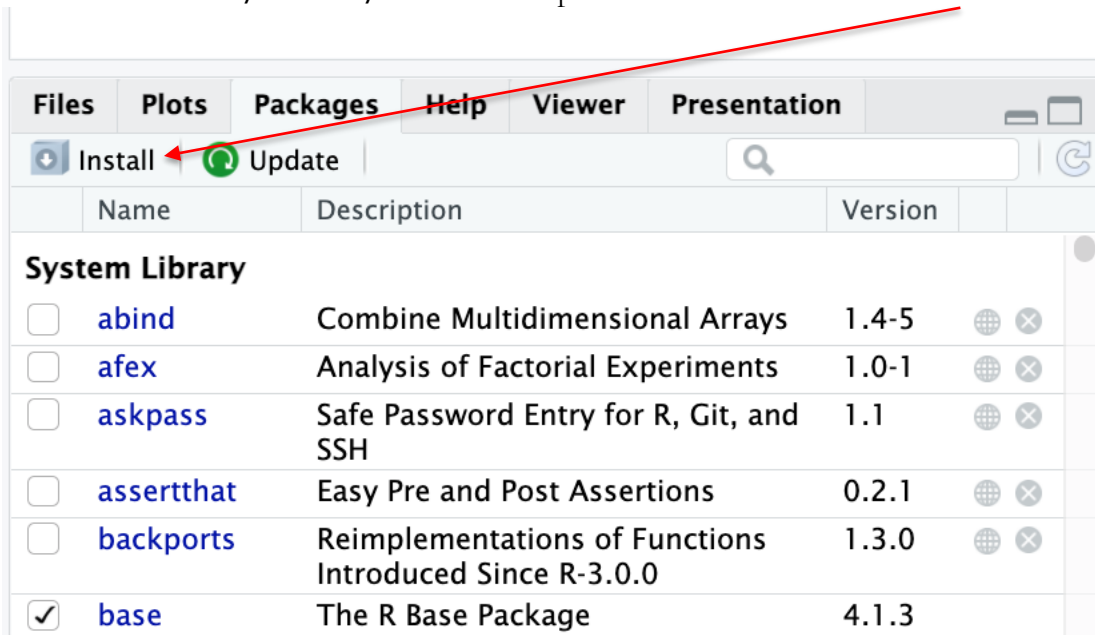 Files Plots Packages Help Viewer Presentation
Install Update
Name Description Version
System Library
abind Combine Multidimensional Arrays 1.4-5
afex Analysis of Factorial Experiments 1.0-1
askpass Safe Password Entry for R, Git, and 1.1
SSH
assertthat Easy Pre and Post Assertions 0.2.1
backports Reimplementations of Functions 1.3.0
Introduced Since R-3.0.0
base The R Base Package 4.1.3